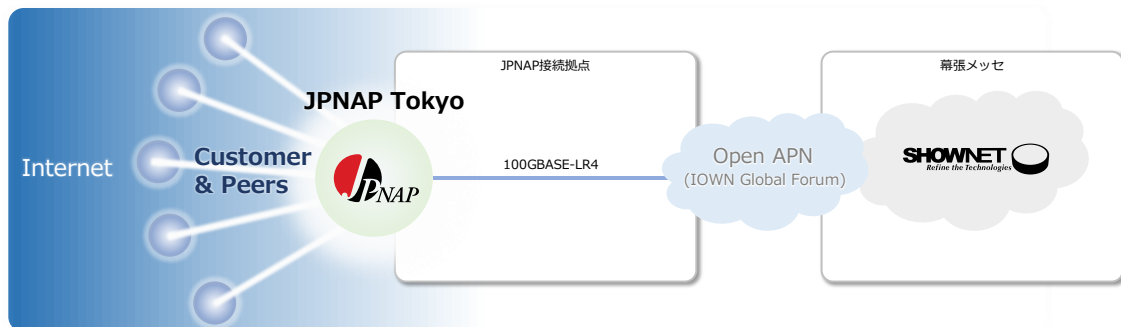 Internet
Customer
& Peers
JPNAP Tokyo
JPNAP
JPNAP接続拠点
100GBASE-LR4
Open APN
(IOWN Global Forum)
幕張メッセ
SHOWNET
Refine the Technologies